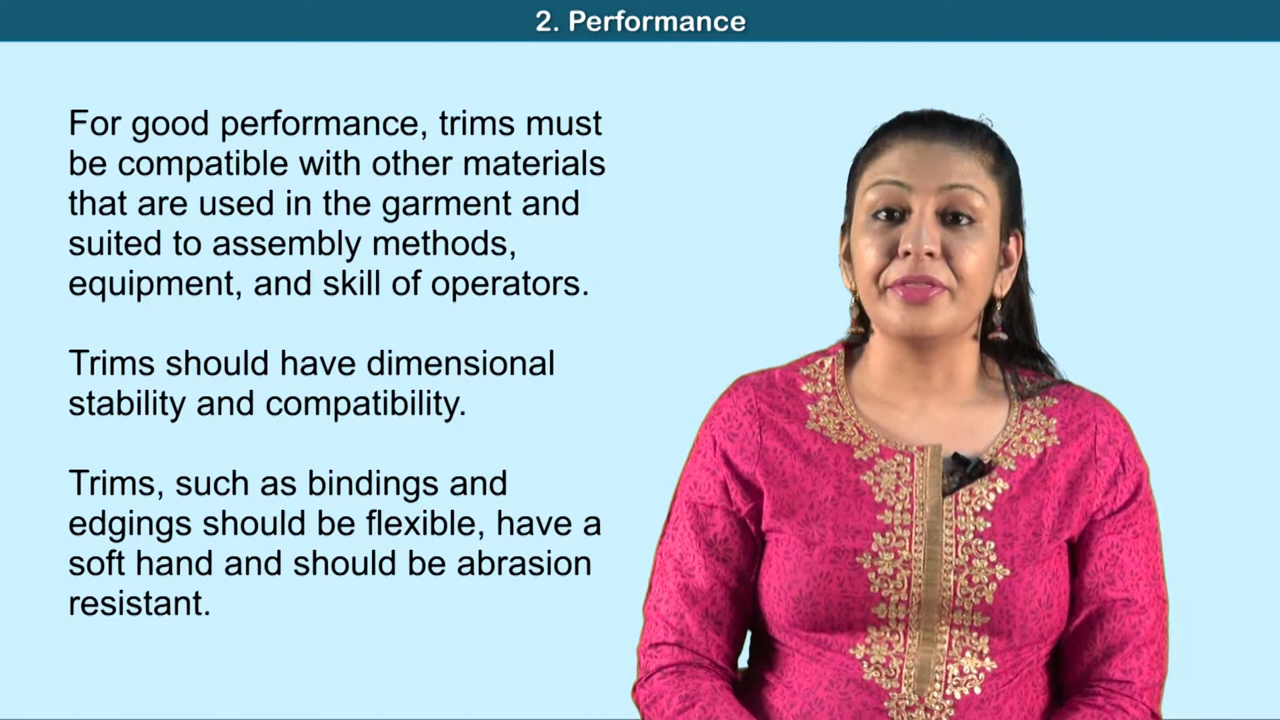 2. Performance
For good performance, trims must
be compatible with other materials
that are used in the garment and
suited to assembly methods,
equipment, and skill of operators.
Trims should have dimensional
stability and compatibility.
Trims, such as bindings and
edgings should be flexible, have a
soft hand and should be abrasion
resistant.